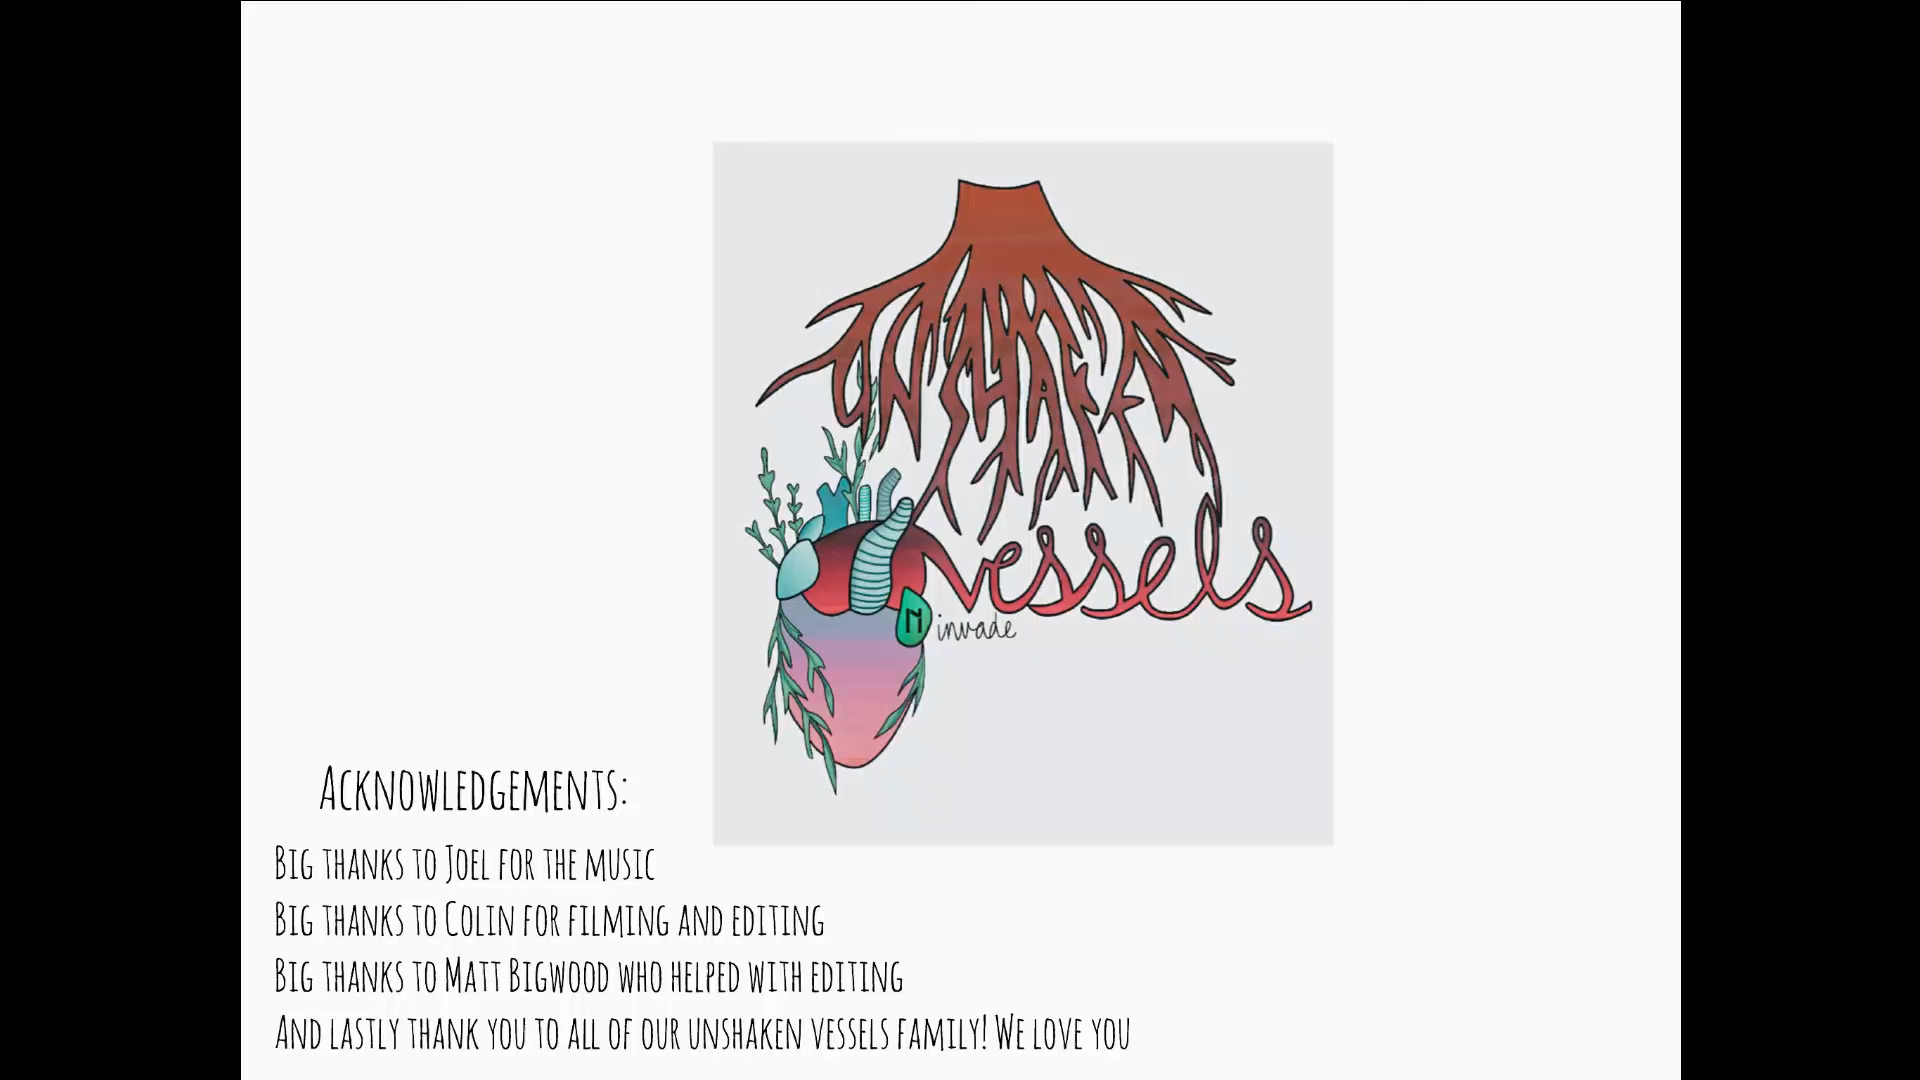 UNSHAKEN
vessels
M invade
ACKNOWLEDGEMENTS:
BIG THANKS TO JOEL FOR THE MUSIC
BIG THANKS TO COLIN FOR FILMING AND EDITING
BIG THANKS TO MATT BIGWOOD WHO HELPED WITH EDITING
AND LASTLY THANK YOU TO ALL OF OUR UNSHAKEN VESSELS FAMILY! WE LOVE YOU